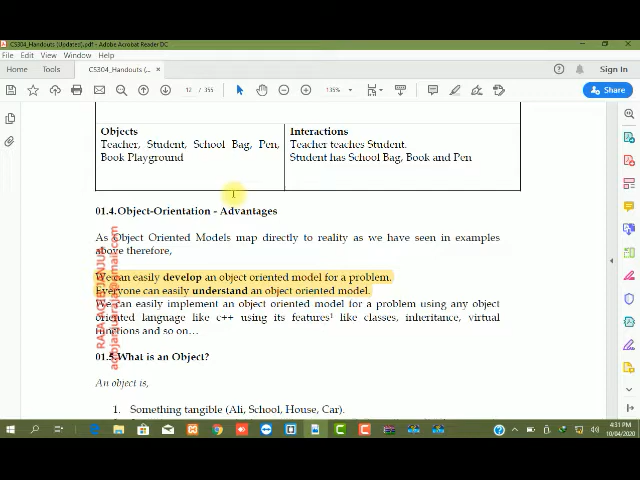 CS304_Handouts (Updated).pdf - Adobe Acrobat Reader DC
File Edit View Window Help
Home Tools CS304_Handouts (... × Sign In
12 / 355 135% Share
Objects
Teacher, Student, School Bag, Pen,
Book Playground
Interactions
Teacher teaches Student.
Student has School Bag, Book and Pen
01.4.Object-Orientation - Advantages
As Object Oriented Models map directly to reality as we have seen in examples
above therefore,
We can easily develop an object oriented model for a problem.
Everyone can easily understand an object oriented model.
We can easily implement an object oriented model for a problem using any object
oriented language like c++ using its features¹ like classes, inheritance, virtual
functions and so on...
01.5.What is an Object?
An object is,
1. Something tangible (Ali, School, House, Car).
4:31 PM
10/04/2020